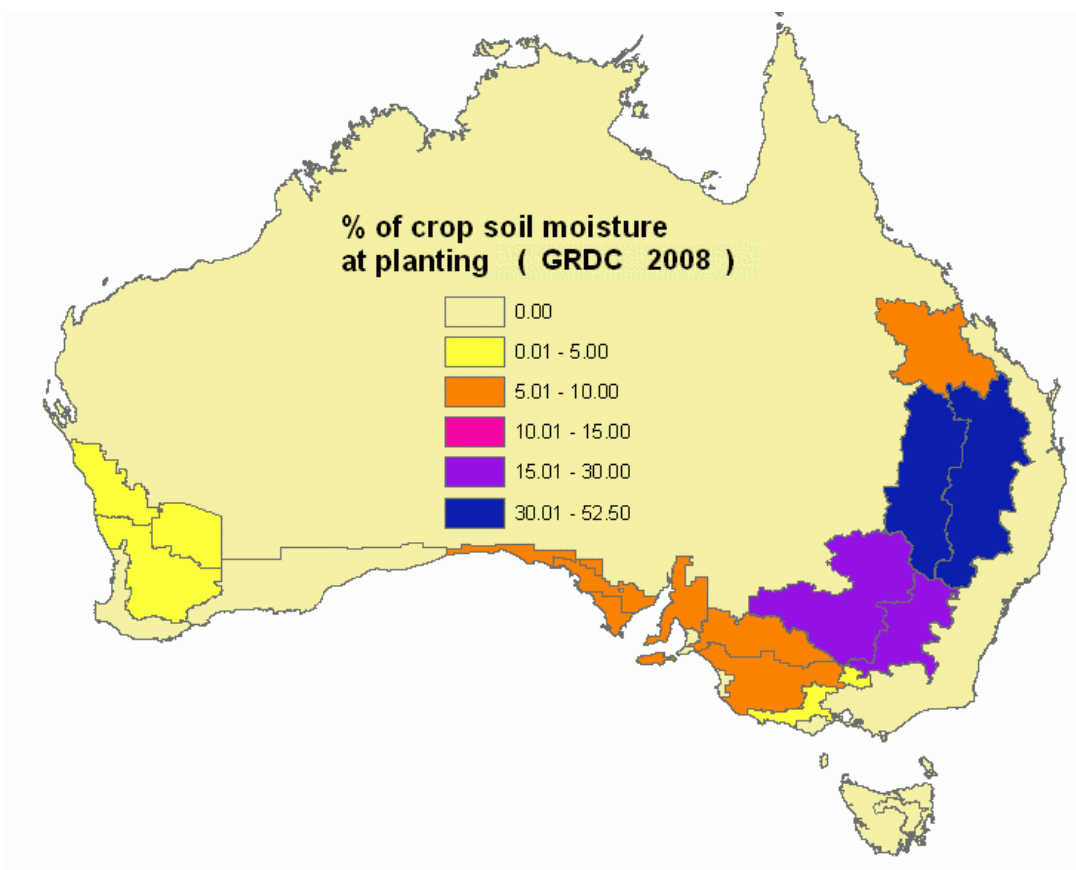 % of crop soil moisture
at planting ( GRDC 2008 )
0.00
0.01 - 5.00
5.01 - 10.00
10.01 - 15.00
15.01 - 30.00
30.01 - 52.50